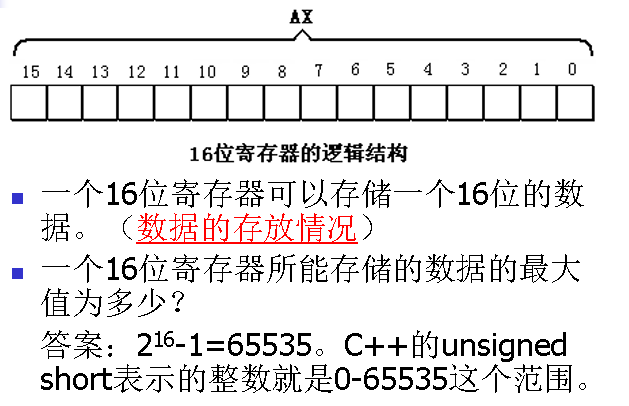 AX
15 14 13 12 11 10 9 8 7 6 5 4 3 2 1 0
16位寄存器的逻辑结构
一个16位寄存器可以存储一个16位的数
据。（数据的存放情况）
一个16位寄存器所能存储的数据的最大
值为多少？
答案：2¹⁶-1=65535。C++的unsigned
short表示的整数就是0-65535这个范围。